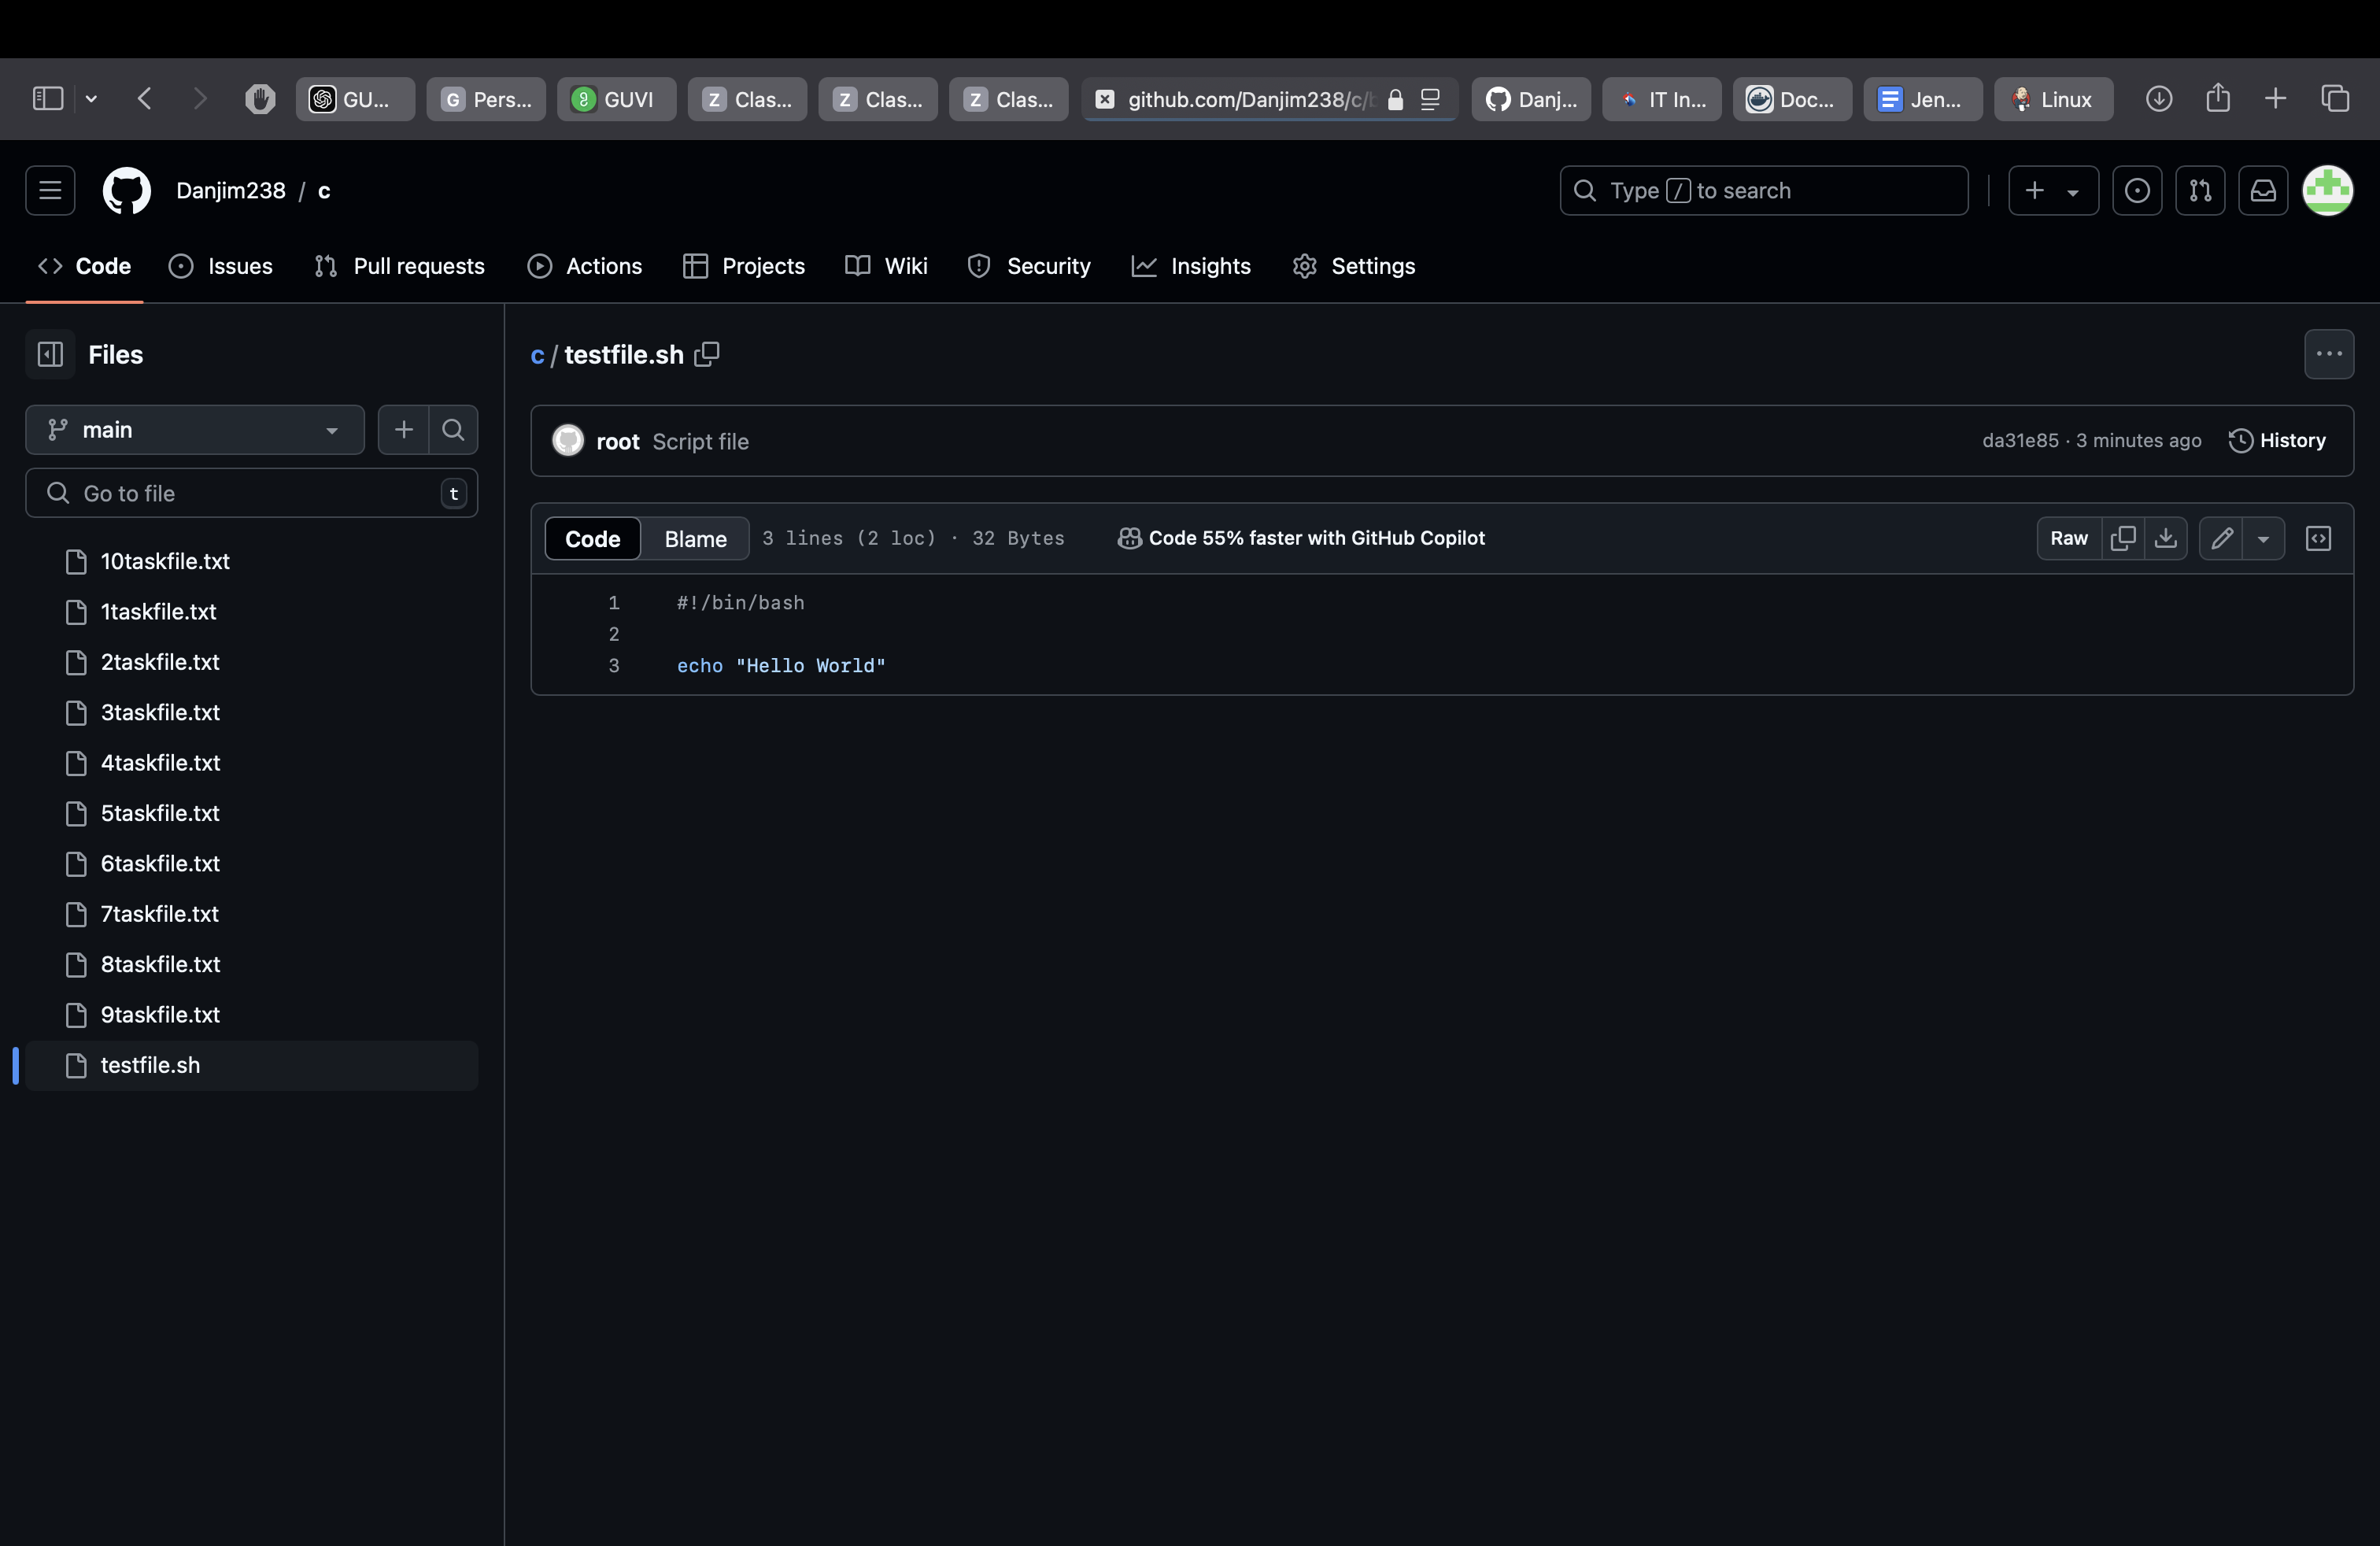 GU...
G Pers...
GUVI
Z Clas...
Z Clas...
Z Clas...
github.com/Danjim238/c/b
Danj...
IT In...
Doc...
Jen...
Linux
Danjim238 / c
Type / to search
Code
Issues
Pull requests
Actions
Projects
Wiki
Security
Insights
Settings
Files
main
Go to file
t
10taskfile.txt
1taskfile.txt
2taskfile.txt
3taskfile.txt
4taskfile.txt
5taskfile.txt
6taskfile.txt
7taskfile.txt
8taskfile.txt
9taskfile.txt
testfile.sh
c / testfile.sh
root Script file
da31e85 · 3 minutes ago
History
Code
Blame
3 lines (2 loc) · 32 Bytes
Code 55% faster with GitHub Copilot
Raw
1 #!/bin/bash
2
3 echo "Hello World"